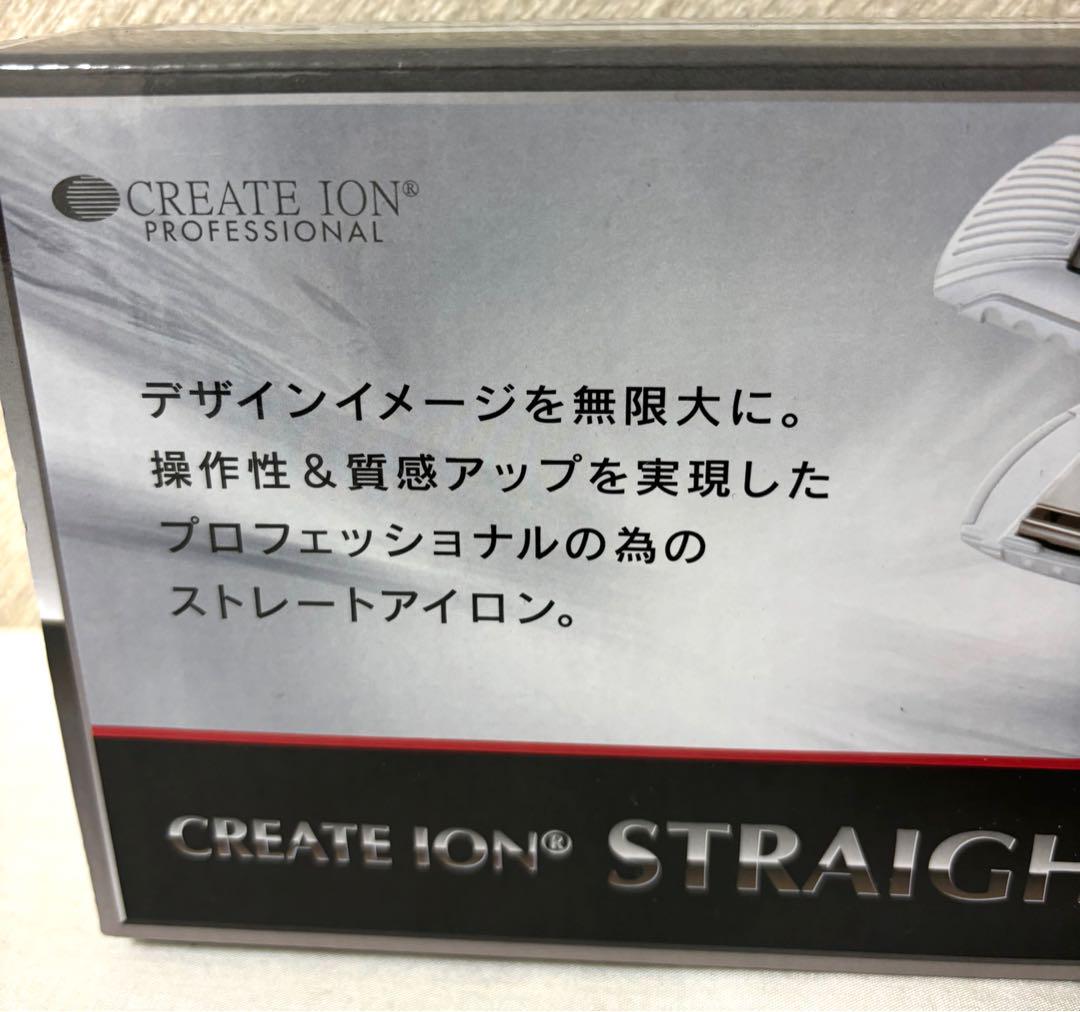 CREATE ION®
PROFESSIONAL
デザインイメージを無限大に。
操作性&質感アップを実現した
プロフェッショナルの為の
ストレートアイロン。
CREATE ION® STRAIGH